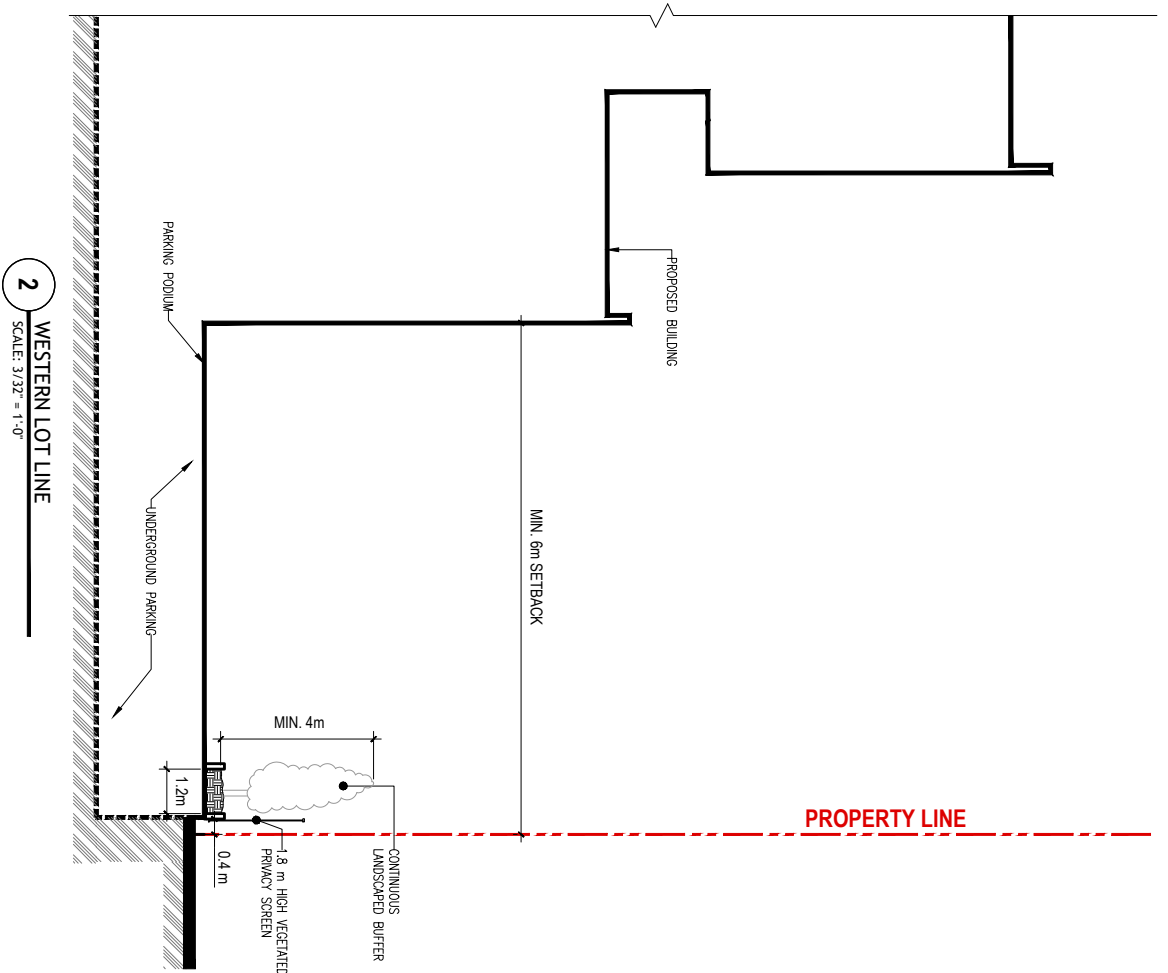 PROPOSED BUILDING
PARKING PODIUM
UNDERGROUND PARKING
MIN. 6m SETBACK
MIN. 4m
1.2m
0.4 m
PROPERTY LINE
CONTINUOUS
LANDSCAPED BUFFER
1.8 m HIGH VEGETATED
PRIVACY SCREEN
2
WESTERN LOT LINE
SCALE: 3/32" = 1'-0"